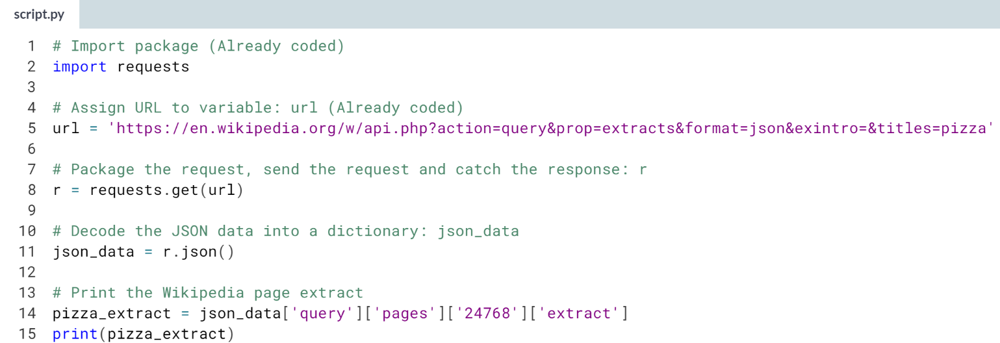 script.py
1 # Import package (Already coded)
2 import requests
3
4 # Assign URL to variable: url (Already coded)
5 url = 'https://en.wikipedia.org/w/api.php?action=query&prop=extracts&format=json&exintro=&titles=pizza'
6
7 # Package the request, send the request and catch the response: r
8 r = requests.get(url)
9
10 # Decode the JSON data into a dictionary: json_data
11 json_data = r.json()
12
13 # Print the Wikipedia page extract
14 pizza_extract = json_data['query']['pages']['24768']['extract']
15 print(pizza_extract)